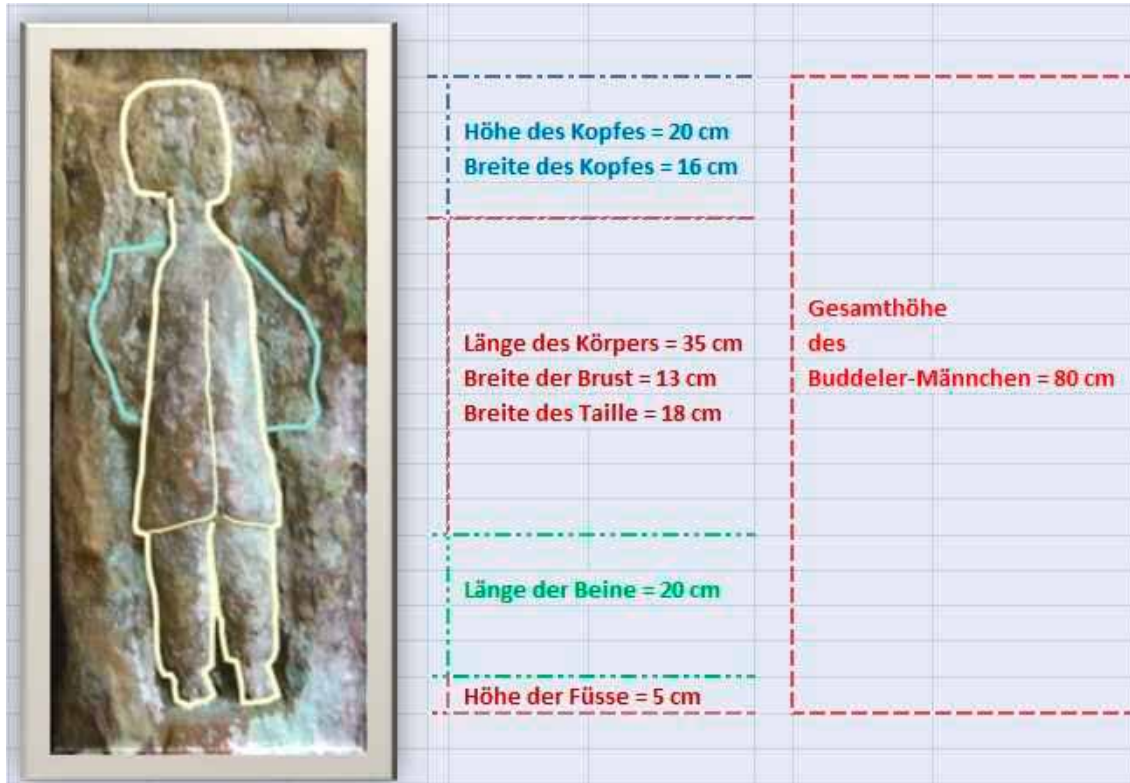 Höhe des Kopfes = 20 cm
Breite des Kopfes = 16 cm
Länge des Körpers = 35 cm
Breite der Brust = 13 cm
Breite des Taille = 18 cm
Länge der Beine = 20 cm
Höhe der Füsse = 5 cm
Gesamthöhe
des
Buddeler-Männchen = 80 cm